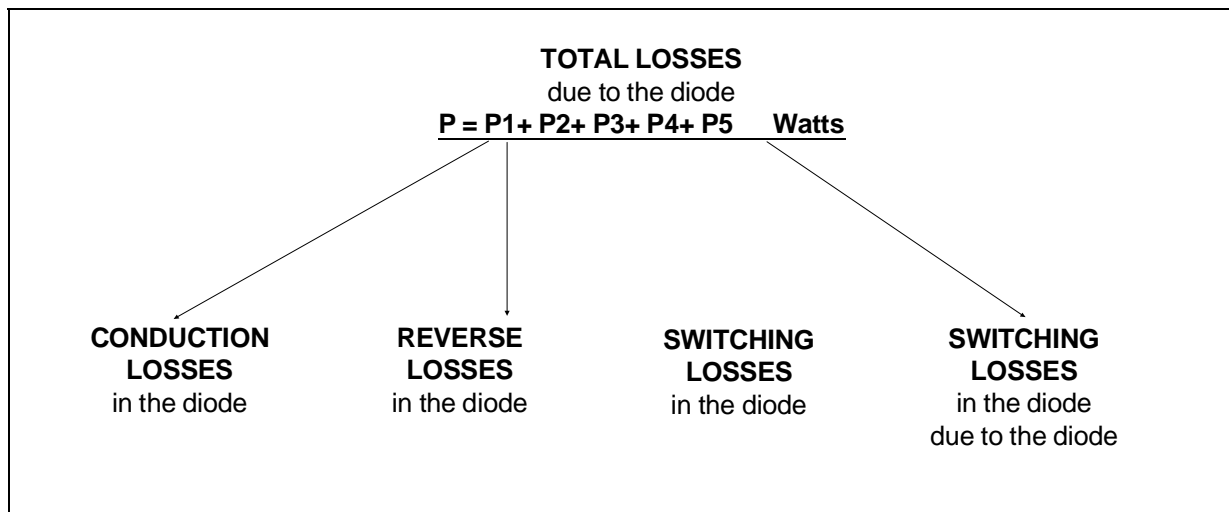 TOTAL LOSSES
due to the diode
P = P1+ P2+ P3+ P4+ P5 Watts
CONDUCTION
LOSSES
in the diode
REVERSE
LOSSES
in the diode
SWITCHING
LOSSES
in the diode
SWITCHING
LOSSES
in the diode
due to the diode